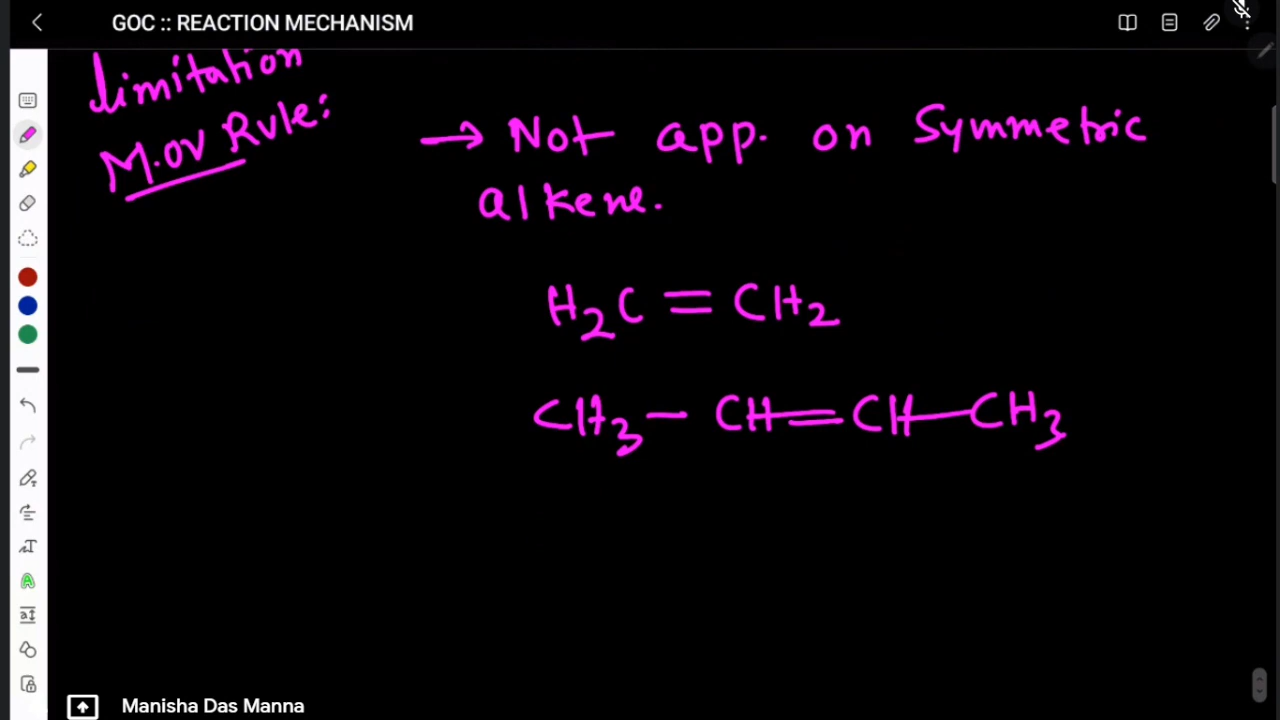 GOC :: REACTION MECHANISM
limitation
M.ov Rule:
→ Not app. on Symmetric
alkene.
H₂C = CH₂
CH₃ – CH = CH – CH₃
Manisha Das Manna